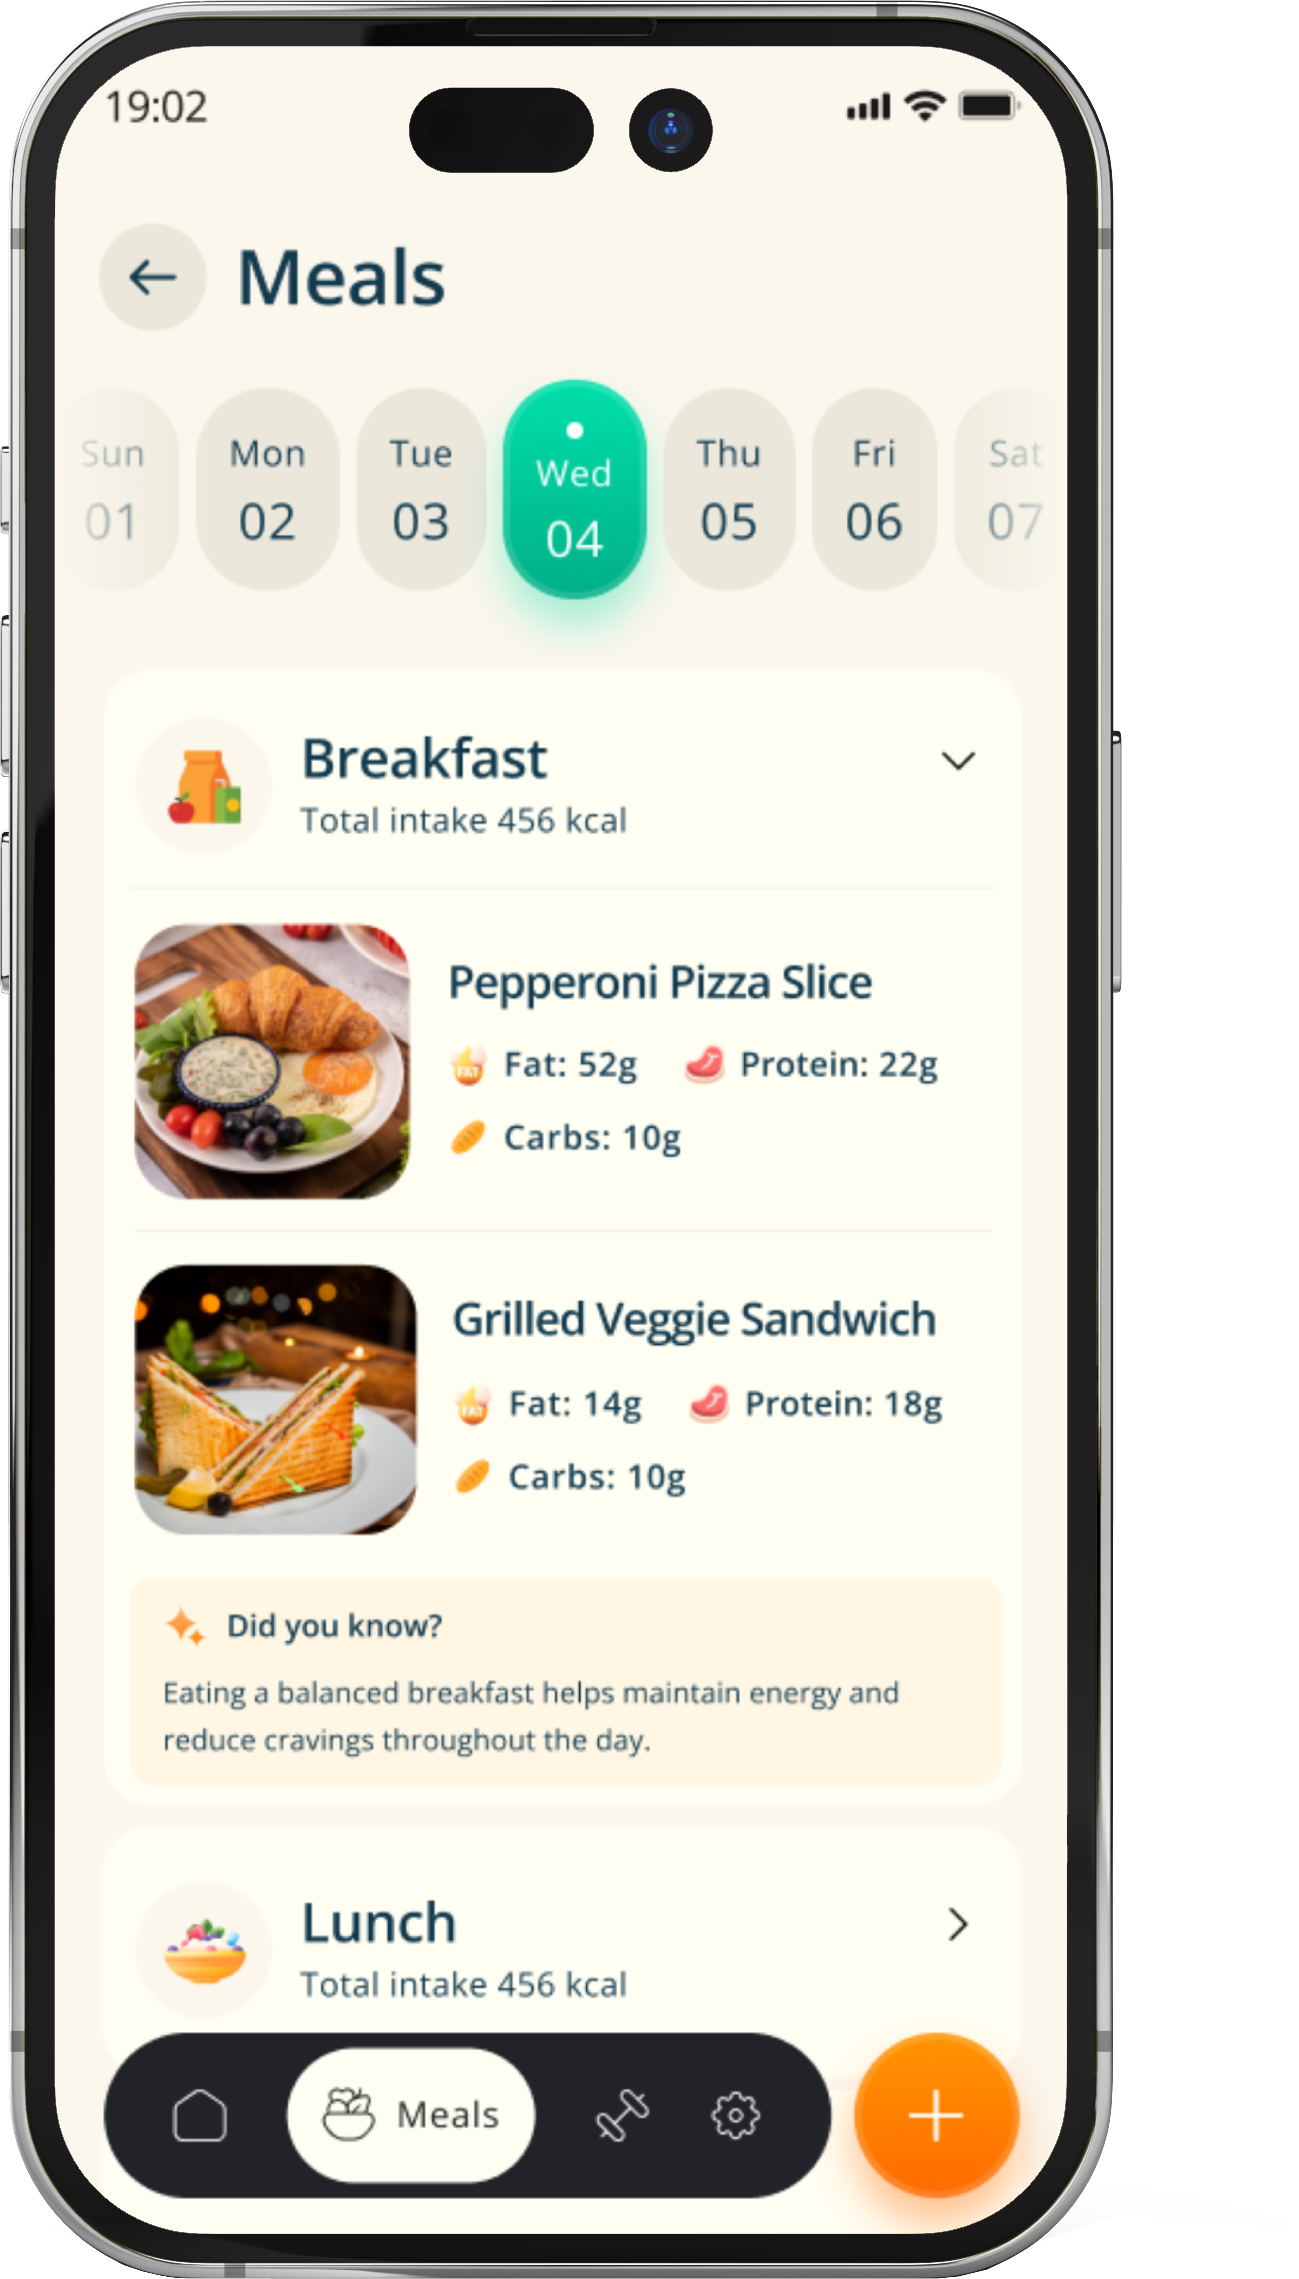 19:02
Meals
Sun Mon Tue Wed Thu Fri Sat
01 02 03 04 05 06 07
Breakfast
Total intake 456 kcal
Pepperoni Pizza Slice
FAT Fat: 52g Protein: 22g
Carbs: 10g
Grilled Veggie Sandwich
FAT Fat: 14g Protein: 18g
Carbs: 10g
Did you know?
Eating a balanced breakfast helps maintain energy and
reduce cravings throughout the day.
Lunch
Total intake 456 kcal
Meals